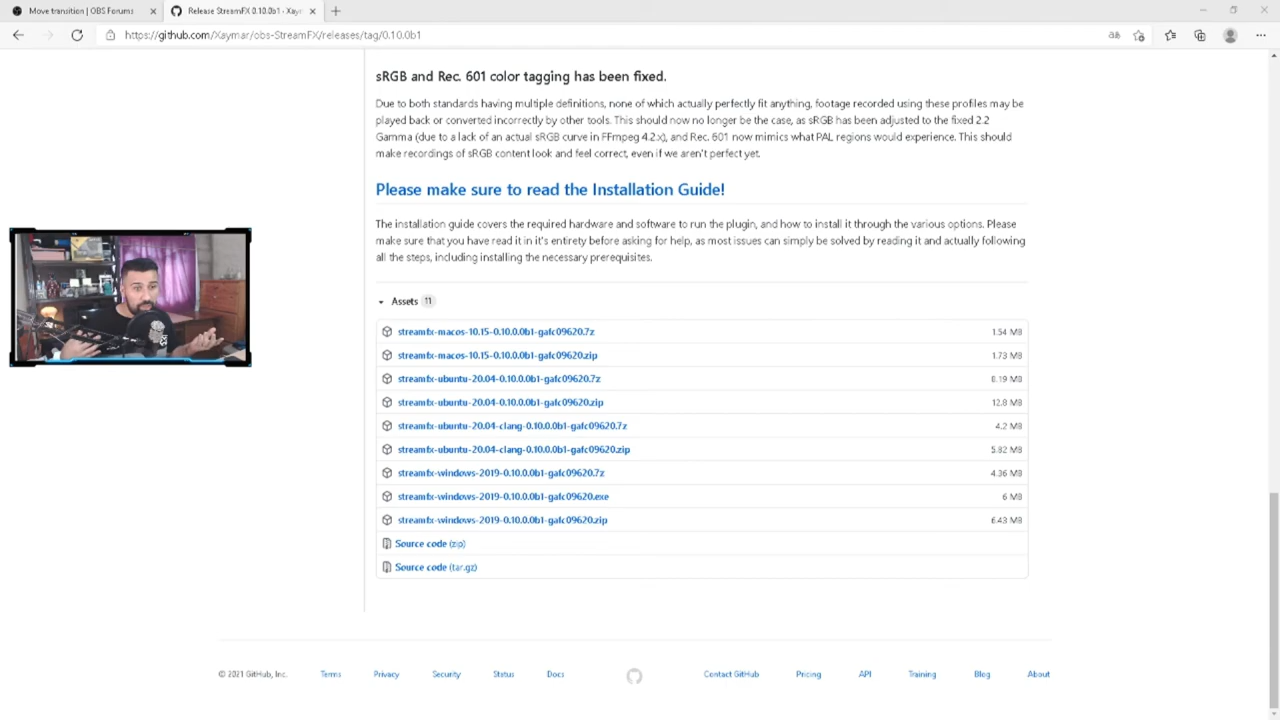 Move transition | OBS Forums
Release StreamFX 0.10.0b1 · Xaym
https://github.com/Xaymar/obs-StreamFX/releases/tag/0.10.0b1
sRGB and Rec. 601 color tagging has been fixed.
Due to both standards having multiple definitions, none of which actually perfectly fit anything, footage recorded using these profiles may be
played back or converted incorrectly by other tools. This should now no longer be the case, as sRGB has been adjusted to the fixed 2.2
Gamma (due to a lack of an actual sRGB curve in FFmpeg 4.2.x), and Rec. 601 now mimics what PAL regions would experience. This should
make recordings of sRGB content look and feel correct, even if we aren't perfect yet.
Please make sure to read the Installation Guide!
The installation guide covers the required hardware and software to run the plugin, and how to install it through the various options. Please
make sure that you have read it in it's entirety before asking for help, as most issues can simply be solved by reading it and actually following
all the steps, including installing the necessary prerequisites.
Assets 11
streamfx-macos-10.15-0.10.0.0b1-gafc09620.7z 1.54 MB
streamfx-macos-10.15-0.10.0.0b1-gafc09620.zip 1.73 MB
streamfx-ubuntu-20.04-0.10.0.0b1-gafc09620.7z 8.19 MB
streamfx-ubuntu-20.04-0.10.0.0b1-gafc09620.zip 12.8 MB
streamfx-ubuntu-20.04-clang-0.10.0.0b1-gafc09620.7z 4.2 MB
streamfx-ubuntu-20.04-clang-0.10.0.0b1-gafc09620.zip 5.82 MB
streamfx-windows-2019-0.10.0.0b1-gafc09620.7z 4.36 MB
streamfx-windows-2019-0.10.0.0b1-gafc09620.exe 6 MB
streamfx-windows-2019-0.10.0.0b1-gafc09620.zip 6.43 MB
Source code (zip)
Source code (tar.gz)
© 2021 GitHub, Inc. Terms Privacy Security Status Docs Contact GitHub Pricing API Training Blog About